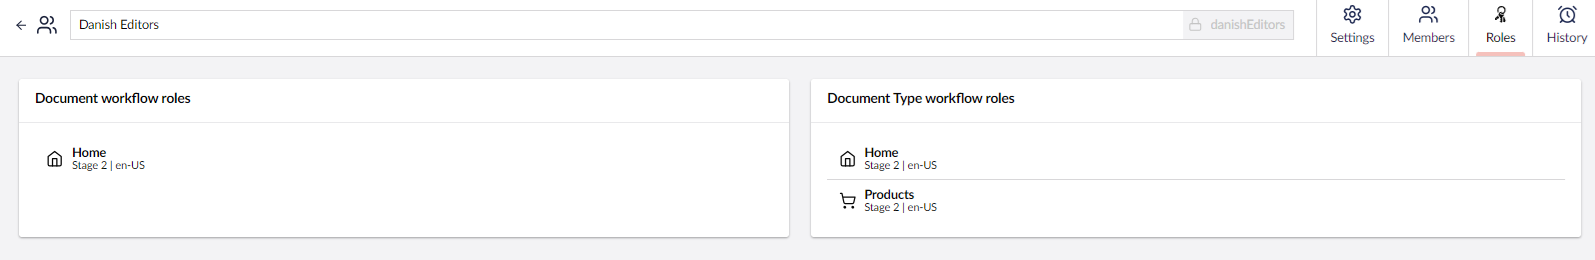 Danish Editors
danishEditors
Settings
Members
Roles
History
Document workflow roles
Home
Stage 2 | en-US
Document Type workflow roles
Home
Stage 2 | en-US
Products
Stage 2 | en-US